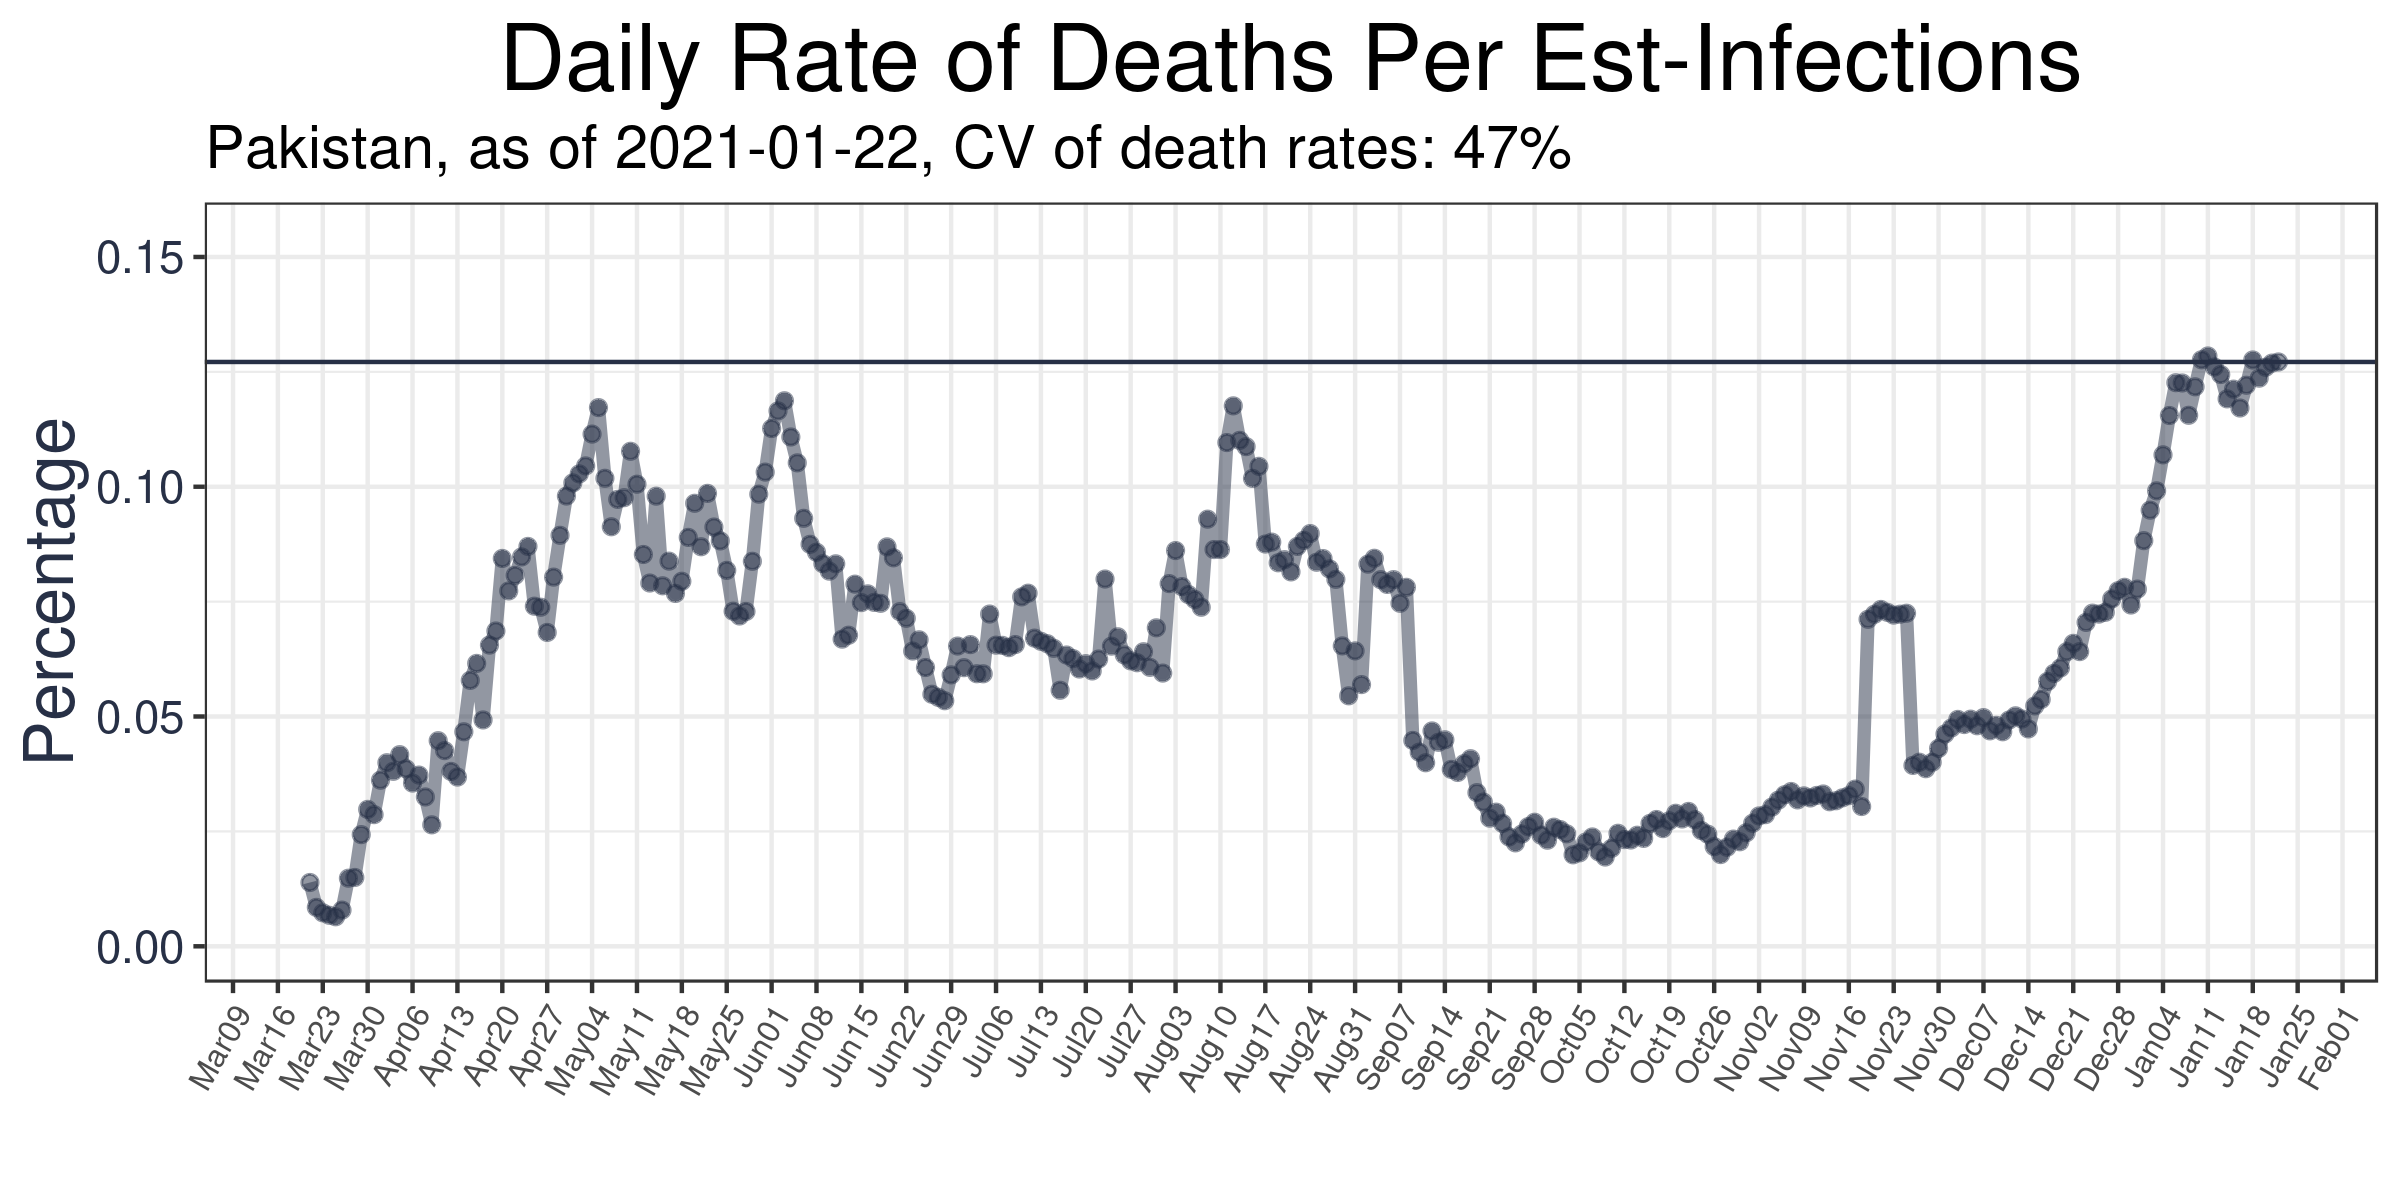 Daily Rate of Deaths Per Est-Infections
Pakistan, as of 2021-01-22, CV of death rates: 47%
Percentage
0.15
0.10
0.05
0.00
Mar09
Mar16
Mar23
Mar30
Apr06
Apr13
Apr20
Apr27
May04
May11
May18
May25
Jun01
Jun08
Jun15
Jun22
Jun29
Jul06
Jul13
Jul20
Jul27
Aug03
Aug10
Aug17
Aug24
Aug31
Sep07
Sep14
Sep21
Sep28
Oct05
Oct12
Oct19
Oct26
Nov02
Nov09
Nov16
Nov23
Nov30
Dec07
Dec14
Dec21
Dec28
Jan04
Jan11
Jan18
Jan25
Feb01